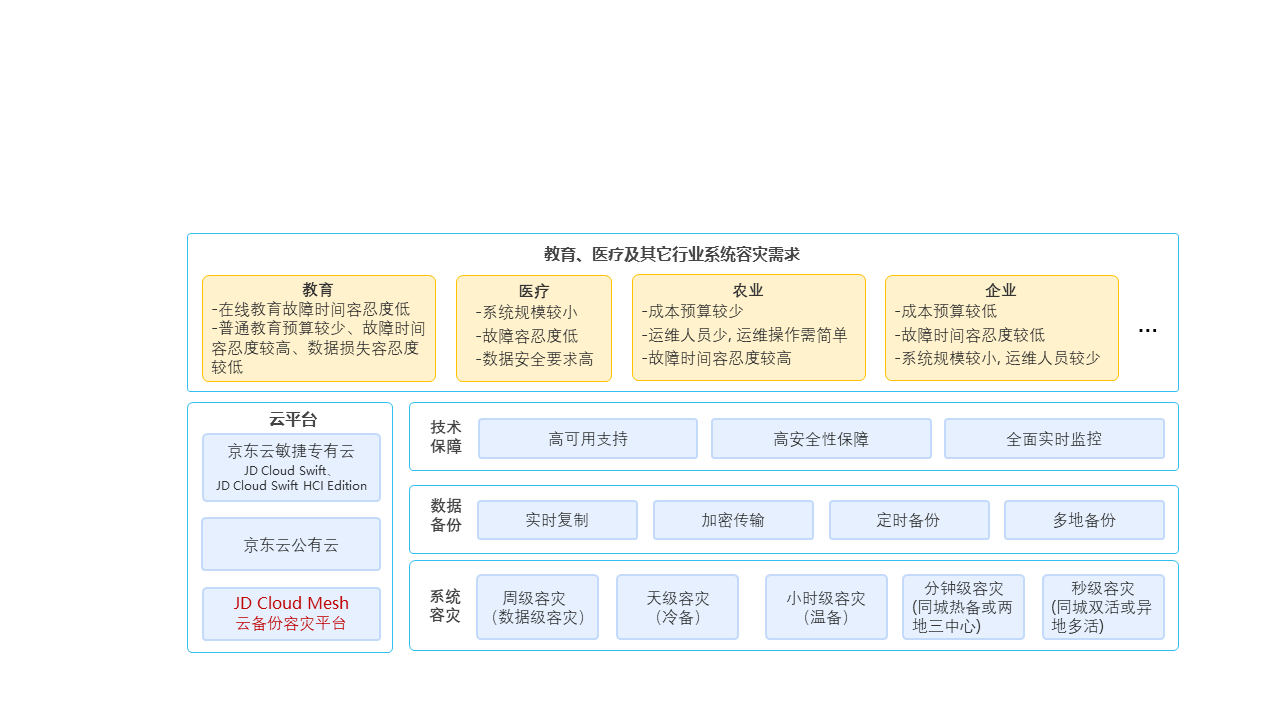 教育、医疗及其它行业系统容灾需求
教育
-在线教育故障时间容忍度低
-普通教育预算较少、故障时间
容忍度较高、数据损失容忍度
较低
医疗
-系统规模较小
-故障容忍度低
-数据安全要求高
农业
-成本预算较少
-运维人员少, 运维操作需简单
-故障时间容忍度较高
企业
-成本预算较低
-故障时间容忍度较低
-系统规模较小, 运维人员较少
...
云平台
京东云敏捷专有云
JD Cloud Swift、
JD Cloud Swift HCI Edition
京东云公有云
JD Cloud Mesh
云备份容灾平台
技术
保障
高可用支持
高安全性保障
全面实时监控
数据
备份
实时复制
加密传输
定时备份
多地备份
系统
容灾
周级容灾
（数据级容灾）
天级容灾
（冷备）
小时级容灾
（温备）
分钟级容灾
(同城热备或两
地三中心)
秒级容灾
(同城双活或异
地多活)